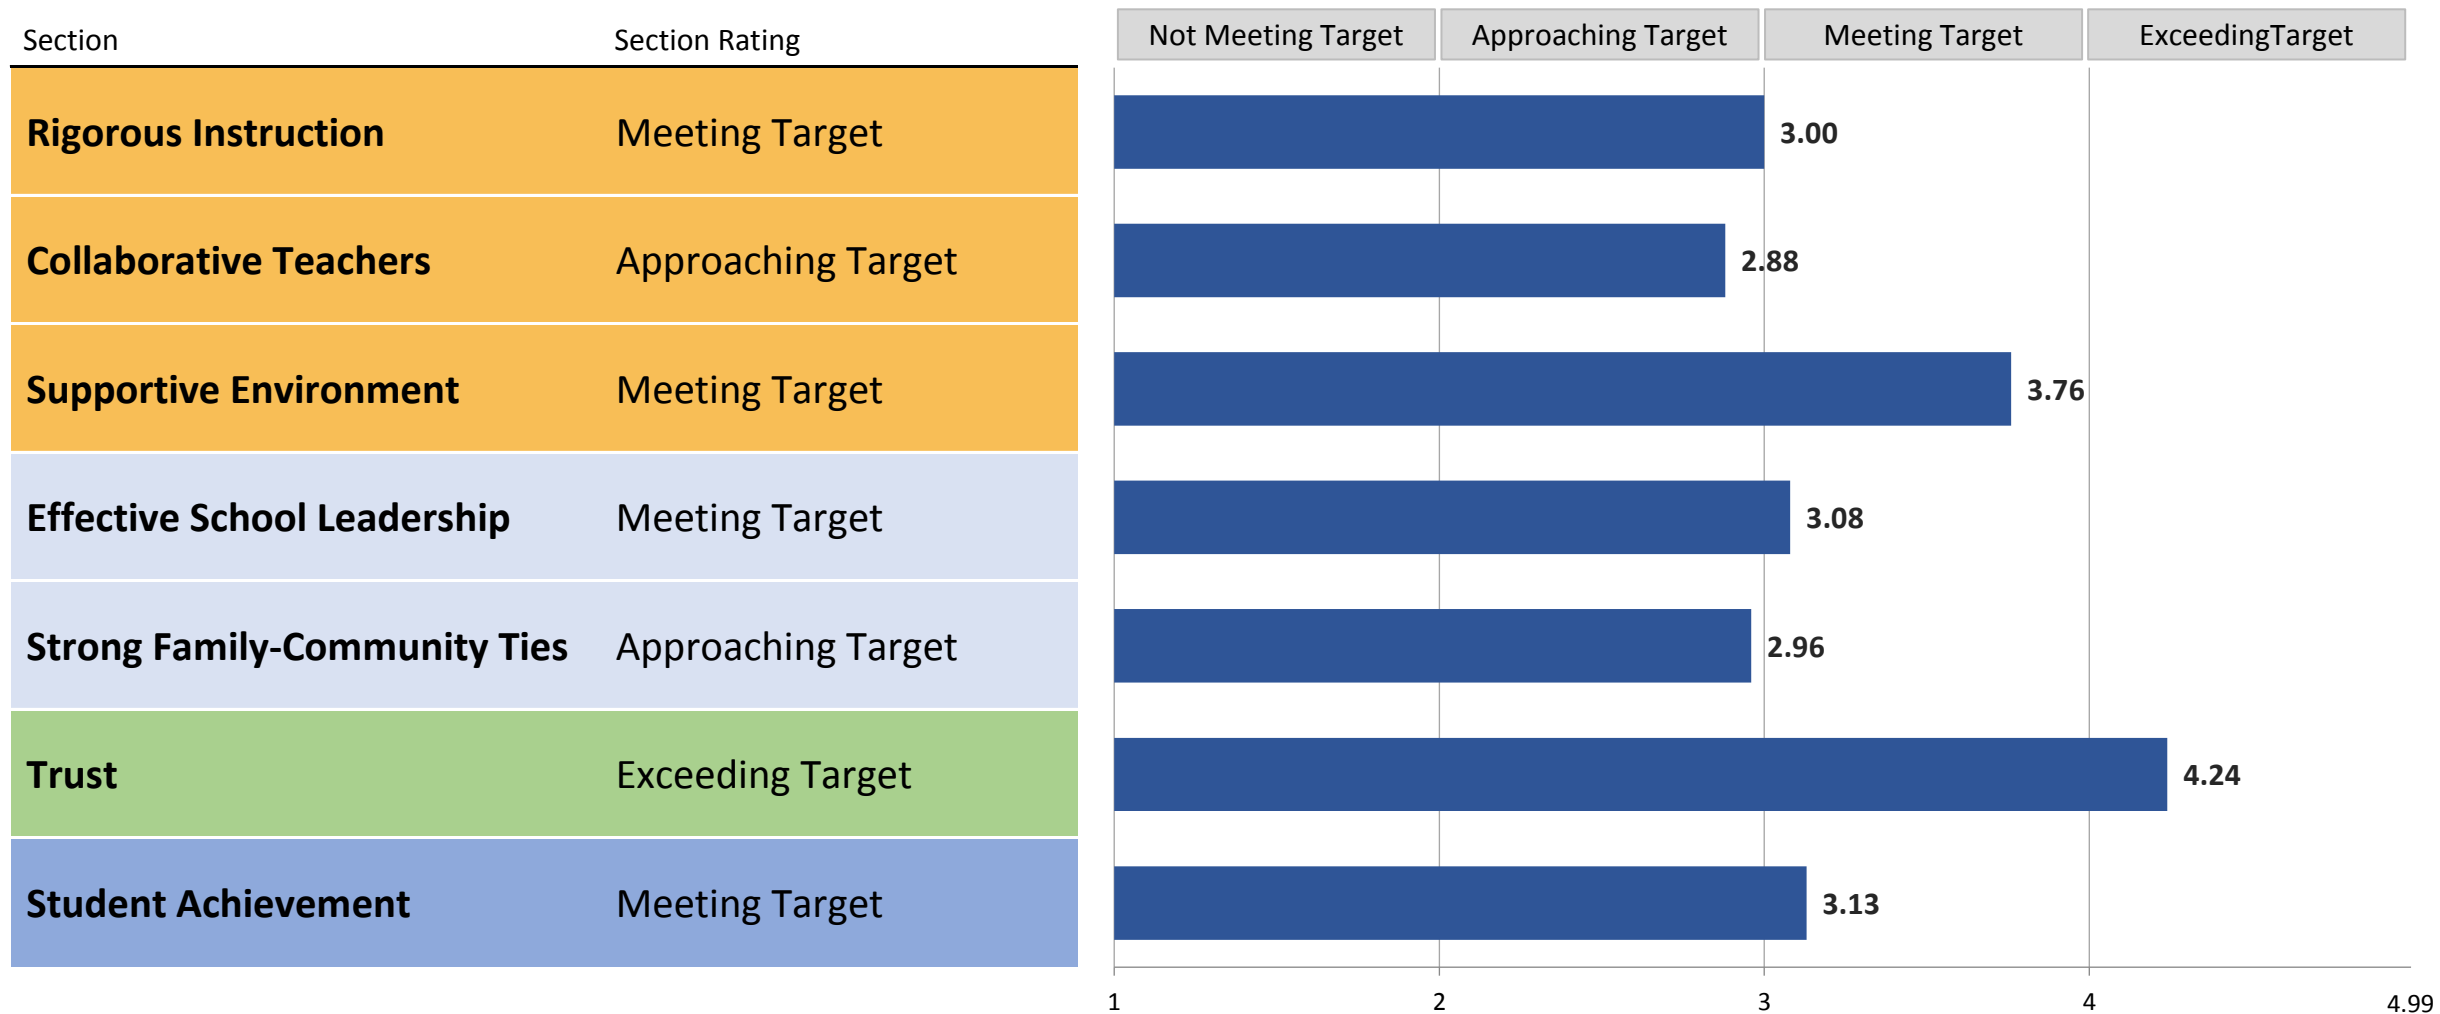 Section Section Rating Not Meeting Target Approaching Target Meeting Target ExceedingTarget
Rigorous Instruction Meeting Target 3.00
Collaborative Teachers Approaching Target 2.88
Supportive Environment Meeting Target 3.76
Effective School Leadership Meeting Target 3.08
Strong Family-Community Ties Approaching Target 2.96
Trust Exceeding Target 4.24
Student Achievement Meeting Target 3.13
1 2 3 4 4.99